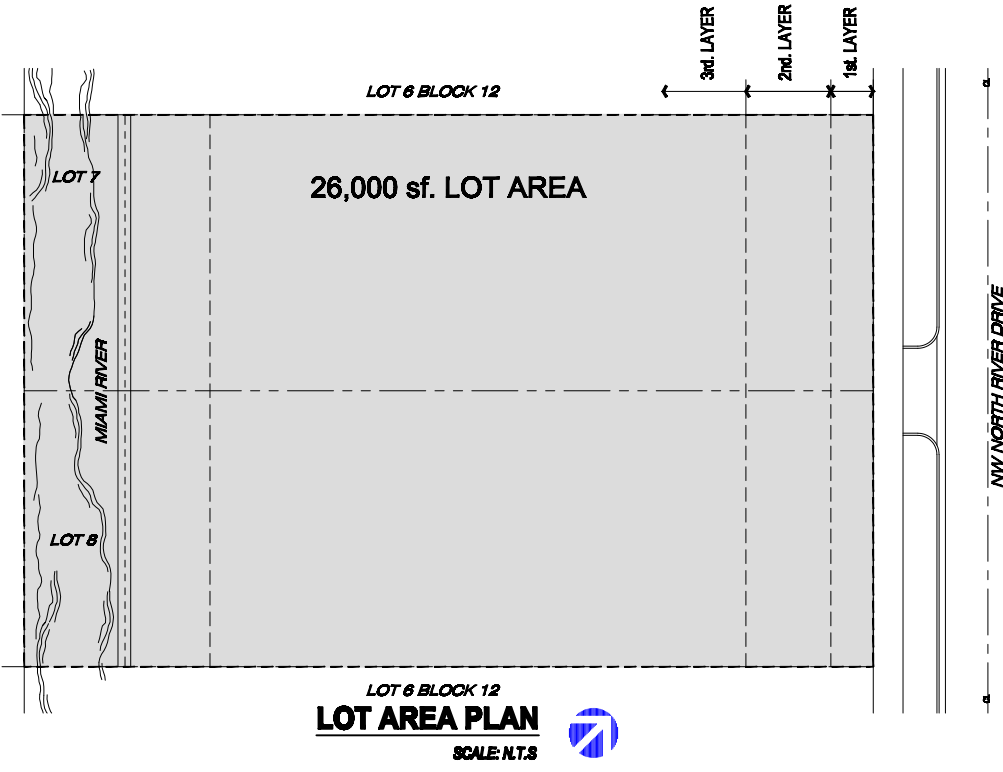 3rd. LAYER
2nd. LAYER
1st. LAYER
LOT 6 BLOCK 12
LOT 7
26,000 sf. LOT AREA
MIAMI RIVER
NW NORTH RIVER DRIVE
LOT 8
LOT 6 BLOCK 12
LOT AREA PLAN
SCALE: N.T.S